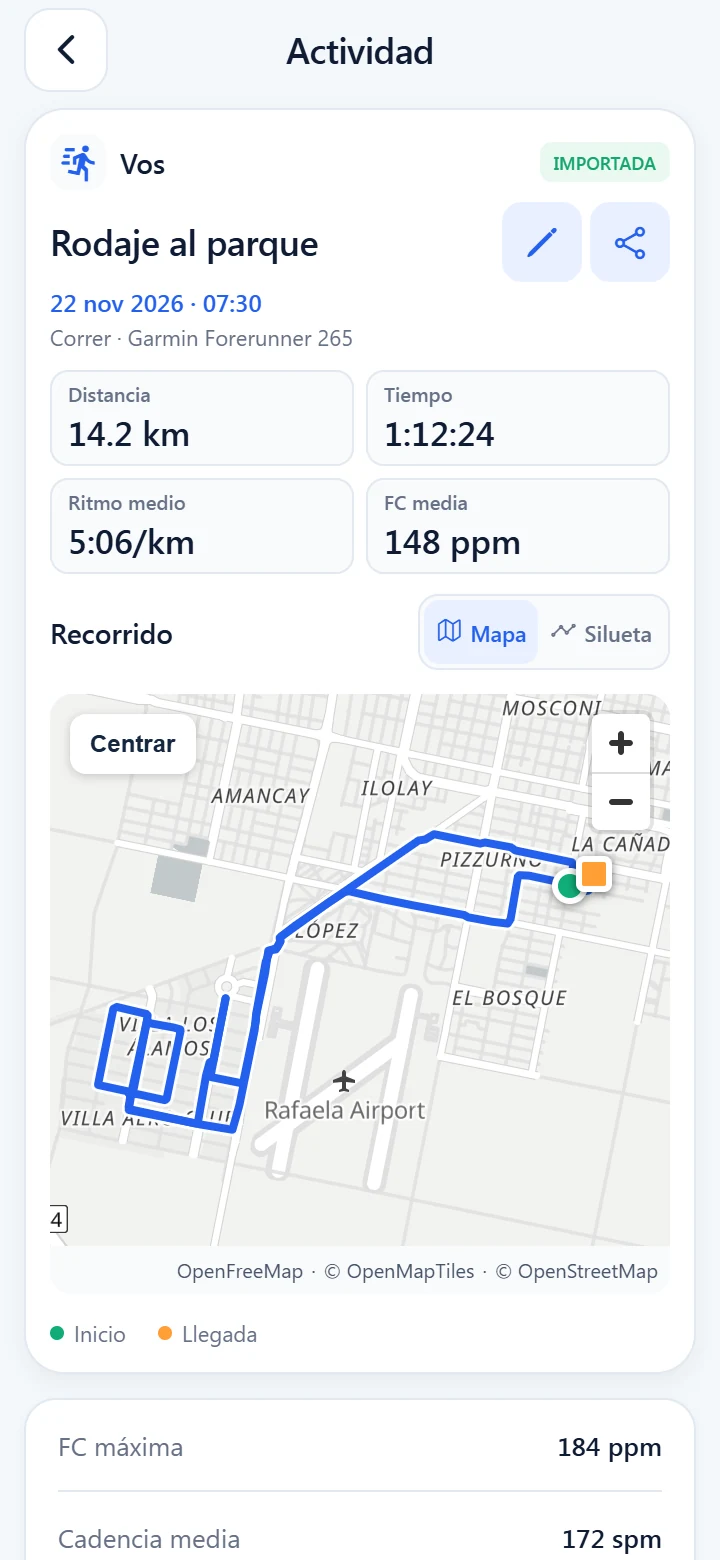 Actividad
Vos
IMPORTADA
Rodaje al parque
22 nov 2026 · 07:30
Correr · Garmin Forerunner 265
Distancia
14.2 km
Tiempo
1:12:24
Ritmo medio
5:06/km
FC media
148 ppm
Recorrido
Mapa
Silueta
MOSCONI
Centrar
+
−
AMANCAY
ILOLAY
LA CAÑAD
LÓPEZ
EL BOSQUE
Rafaela Airport
VILLA
4
OpenFreeMap · © OpenMapTiles · © OpenStreetMap
Inicio
Llegada
FC máxima
184 ppm
Cadencia media
172 spm